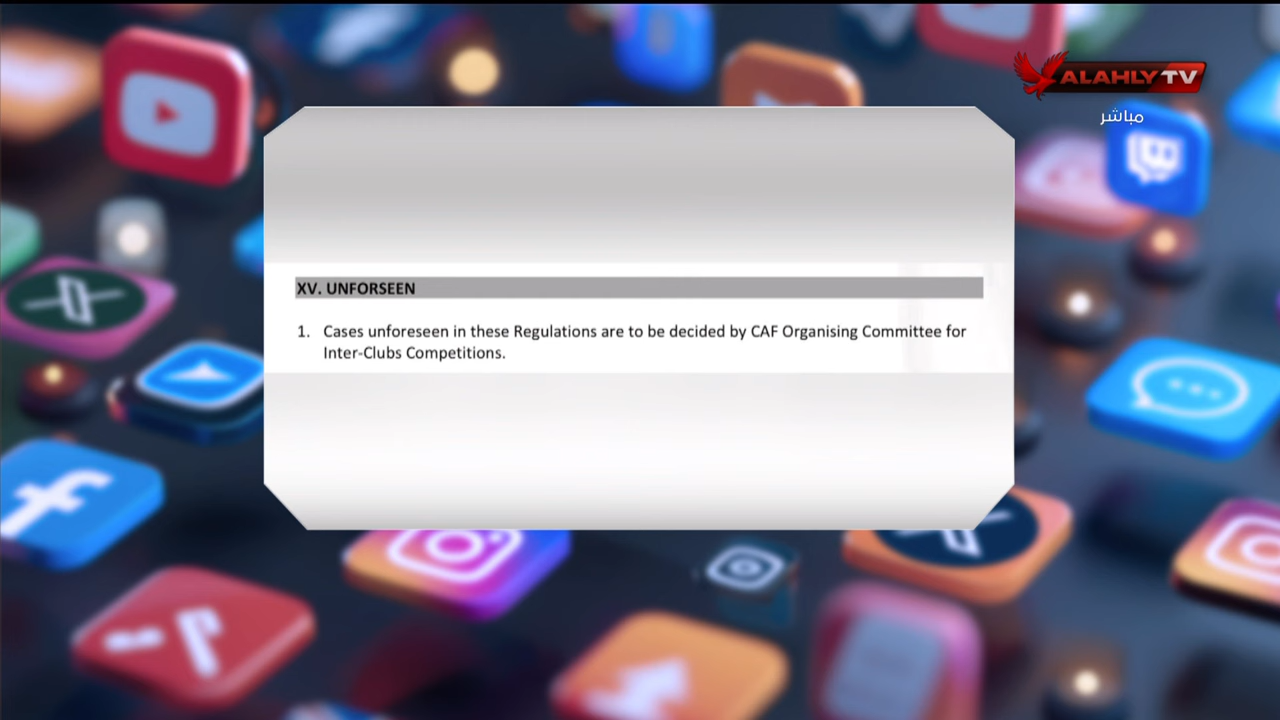 ALAHLY TV
مباشر
XV. UNFORSEEN
1. Cases unforeseen in these Regulations are to be decided by CAF Organising Committee for
Inter-Clubs Competitions.